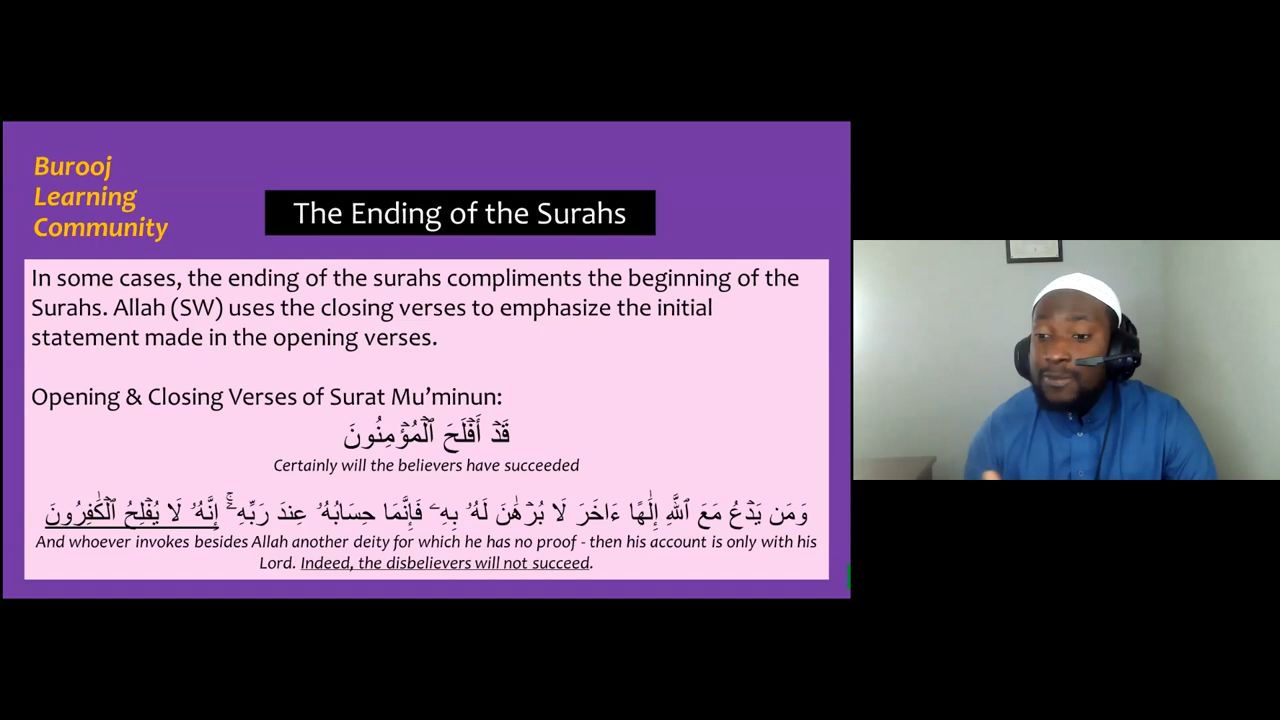 Burooj
Learning
Community
The Ending of the Surahs
In some cases, the ending of the surahs compliments the beginning of the
Surahs. Allah (SW) uses the closing verses to emphasize the initial
statement made in the opening verses.
Opening & Closing Verses of Surat Mu’minun:
قَدۡ أَفۡلَحَ ٱلۡمُؤۡمِنُونَ
Certainly will the believers have succeeded
وَمَن يَدۡعُ مَعَ ٱللَّهِ إِلَٰهًا ءَاخَرَ لَا بُرۡهَٰنَ لَهُۥ بِهِۦ فَإِنَّمَا حِسَابُهُۥ عِندَ رَبِّهِۦٓۚ إِنَّهُۥ لَا يُفۡلِحُ ٱلۡكَٰفِرُونَ
And whoever invokes besides Allah another deity for which he has no proof - then his account is only with his
Lord. Indeed, the disbelievers will not succeed.